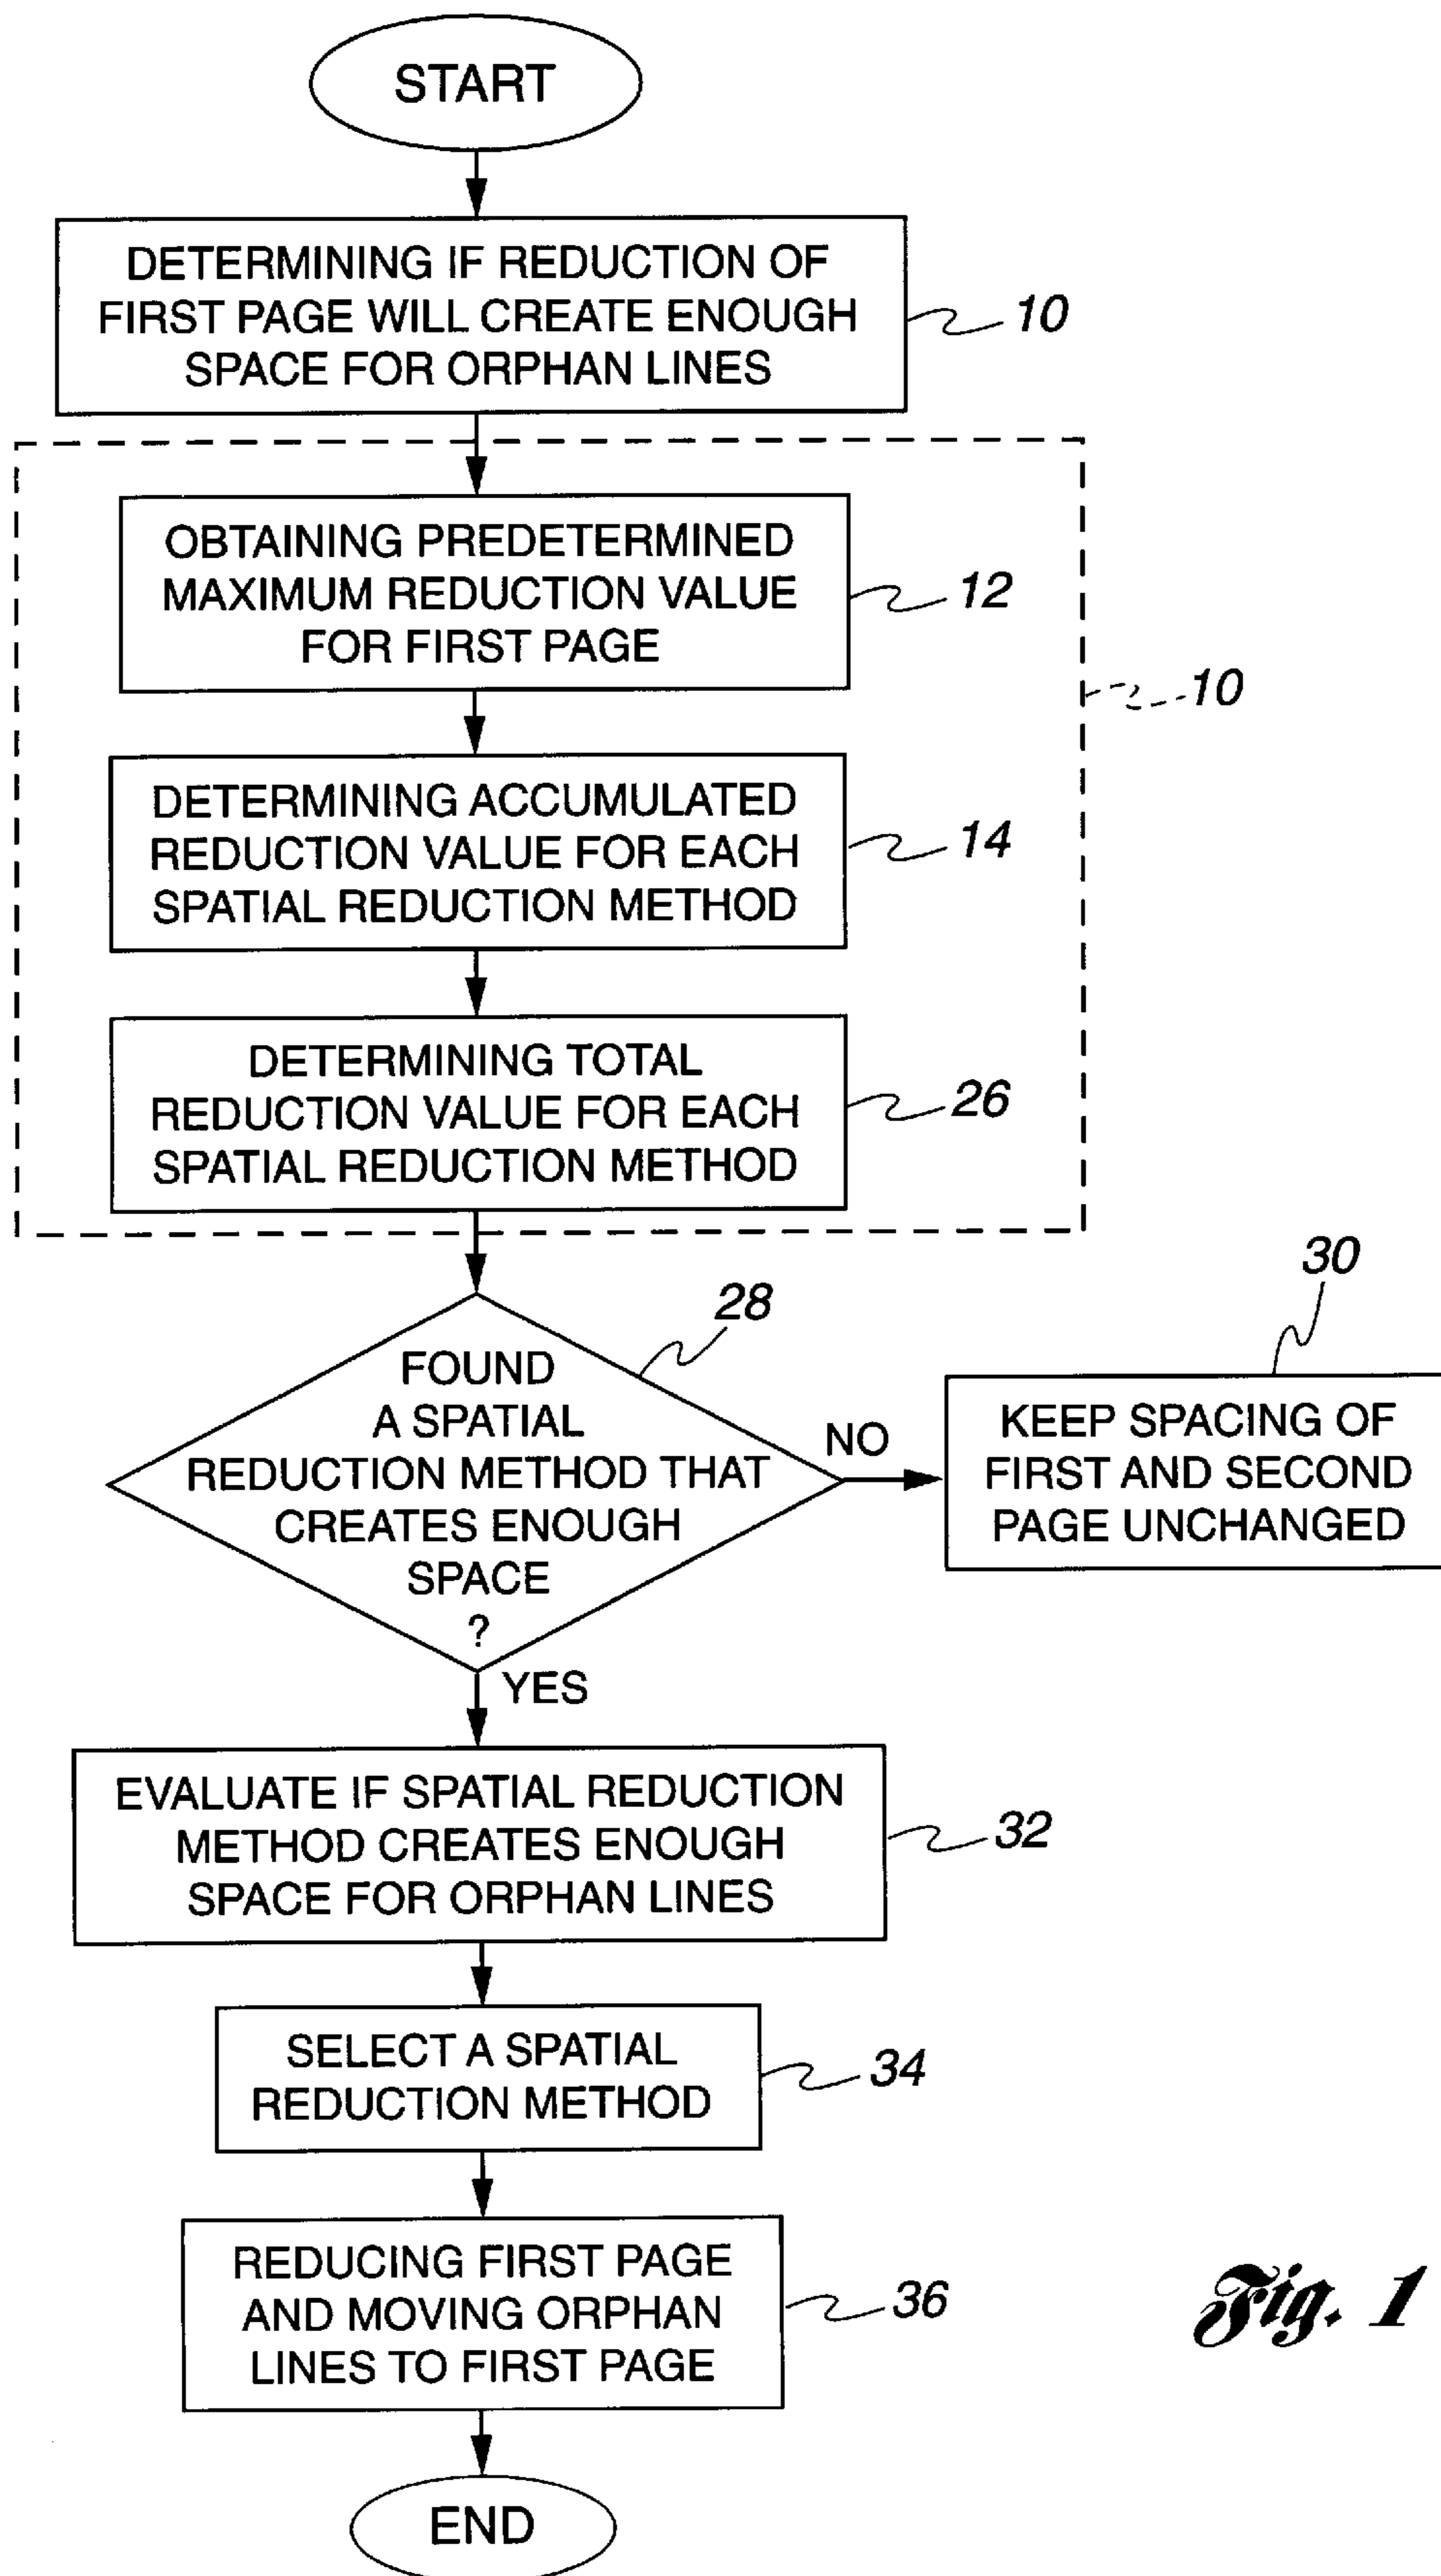 START
DETERMINING IF REDUCTION OF
FIRST PAGE WILL CREATE ENOUGH
SPACE FOR ORPHAN LINES
10
OBTAINING PREDETERMINED
MAXIMUM REDUCTION VALUE
FOR FIRST PAGE
12
10
DETERMINING ACCUMULATED
REDUCTION VALUE FOR EACH
SPATIAL REDUCTION METHOD
14
DETERMINING TOTAL
REDUCTION VALUE FOR EACH
SPATIAL REDUCTION METHOD
26
28
FOUND
A SPATIAL
REDUCTION METHOD THAT
CREATES ENOUGH
SPACE
?
NO
30
KEEP SPACING OF
FIRST AND SECOND
PAGE UNCHANGED
YES
EVALUATE IF SPATIAL REDUCTION
METHOD CREATES ENOUGH
SPACE FOR ORPHAN LINES
32
SELECT A SPATIAL
REDUCTION METHOD
34
REDUCING FIRST PAGE
AND MOVING ORPHAN
LINES TO FIRST PAGE
36
Fig. 1
END